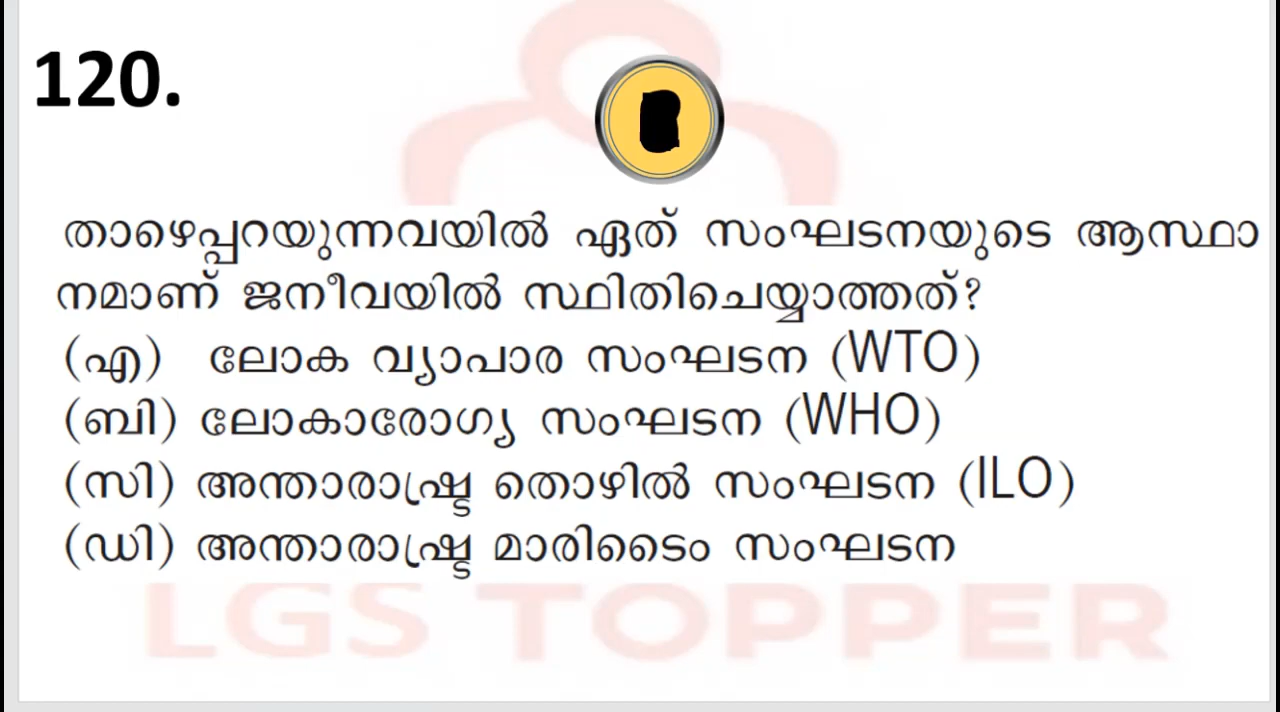 120.
താഴെപ്പറയുന്നവയിൽ ഏത് സംഘടനയുടെ ആസ്ഥാ
നമാണ് ജനീവയിൽ സ്ഥിതിചെയ്യാത്തത്?
(എ) ലോക വ്യാപാര സംഘടന (WTO)
(ബി) ലോകാരോഗ്യ സംഘടന (WHO)
(സി) അന്താരാഷ്ട്ര തൊഴിൽ സംഘടന (ILO)
(ഡി) അന്താരാഷ്ട്ര മാരിടൈം സംഘടന
LGS TOPPER